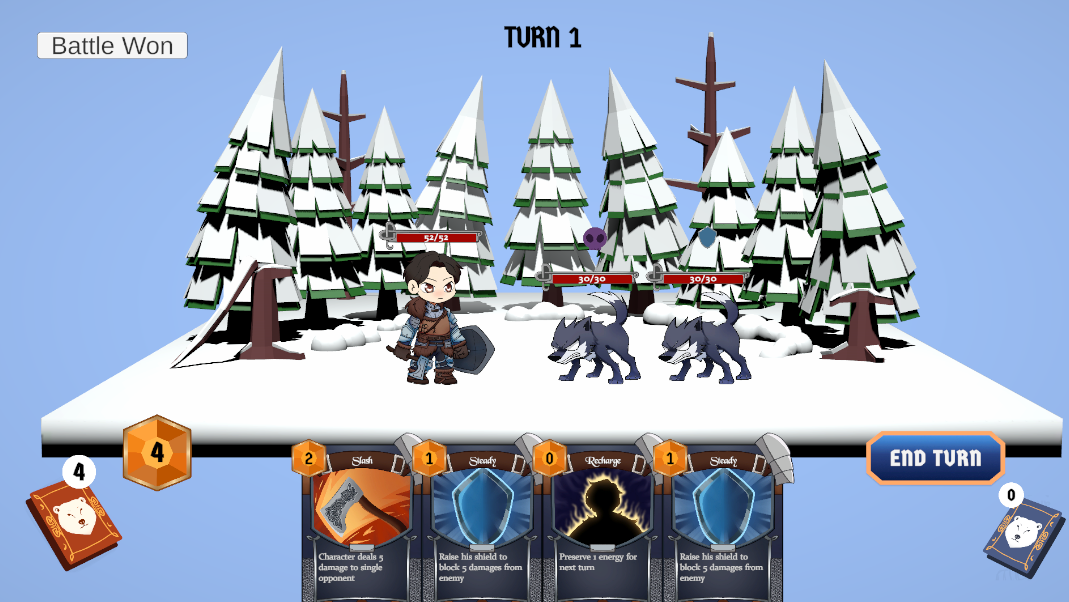 Battle Won
TURN 1
52/52
30/30
30/30
4
4
2
Slash
Character deals 5
damage to single
opponent
1
Steady
Raise his shield to
block 5 damages from
enemy
0
Recharge
Preserve 1 energy for
next turn
1
Steady
Raise his shield to
block 5 damages from
enemy
END TURN
0